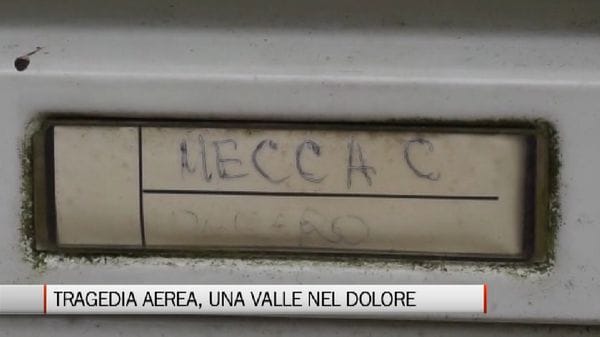 MECCA C
TRAGEDIA AEREA, UNA VALLE NEL DOLORE